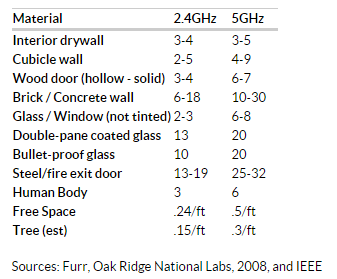 Material 2.4GHz 5GHz
Interior drywall 3-4 3-5
Cubicle wall 2-5 4-9
Wood door (hollow - solid) 3-4 6-7
Brick / Concrete wall 6-18 10-30
Glass / Window (not tinted) 2-3 6-8
Double-pane coated glass 13 20
Bullet-proof glass 10 20
Steel/fire exit door 13-19 25-32
Human Body 3 6
Free Space .24/ft .5/ft
Tree (est) .15/ft .3/ft
Sources: Furr, Oak Ridge National Labs, 2008, and IEEE